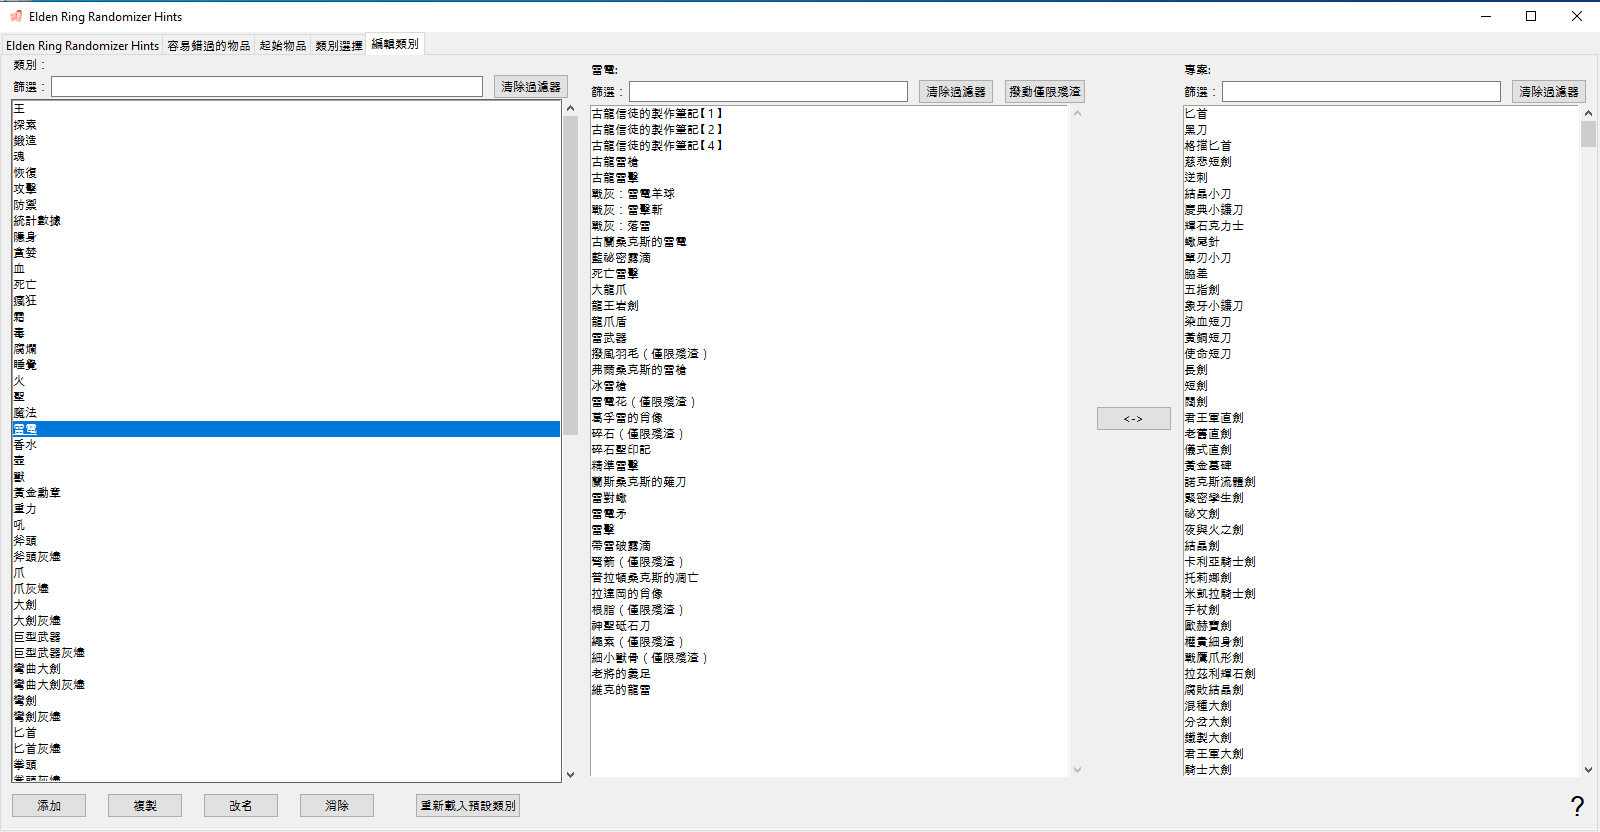 Elden Ring Randomizer Hints
Elden Ring Randomizer Hints 容易錯過的物品 起始物品 類別選擇 編輯類別
類別：
篩選： 清除過濾器
王
探索
鍛造
魂
恢復
攻擊
防禦
統計數據
隱身
貪婪
血
死亡
瘋狂
霜
毒
腐爛
睡覺
火
聖
魔法
雷電
香水
壺
獸
黃金勳章
重力
吼
斧頭
斧頭灰燼
爪
爪灰燼
大劍
大劍灰燼
巨型武器
巨型武器灰燼
彎曲大劍
彎曲大劍灰燼
彎劍
彎劍灰燼
匕首
匕首灰燼
拳頭
拳頭灰燼
添加 複製 改名 消除 重新載入預設類別
雷電:
篩選： 清除過濾器 撥動僅限殘渣
古龍信徒的製作筆記【1】
古龍信徒的製作筆記【2】
古龍信徒的製作筆記【4】
古龍雷槍
古龍雷擊
戰灰：雷電羊球
戰灰：雷擊斬
戰灰：落雷
古蘭桑克斯的雷電
藍祕密露滴
死亡雷擊
大龍爪
龍王岩劍
龍爪盾
雷武器
撥風羽毛（僅限殘渣）
弗爾桑克斯的雷槍
冰雷槍
雷電花（僅限殘渣）
葛孚雷的肖像
碎石（僅限殘渣）
碎石聖印記
精準雷擊
蘭斯桑克斯的薙刀
雷對蠍
雷電矛
雷擊
帶雷破露滴
弩箭（僅限殘渣）
普拉頓桑克斯的凋亡
拉達岡的肖像
根脂（僅限殘渣）
神聖砥石刀
繩索（僅限殘渣）
細小獸骨（僅限殘渣）
老將的義足
維克的龍雷
<->
專案:
篩選： 清除過濾器
匕首
黑刀
格擋匕首
慈悲短劍
逆刺
結晶小刀
慶典小鐮刀
輝石克力士
蠍尾針
單刃小刀
脇差
五指劍
象牙小鐮刀
染血短刀
黃銅短刀
使命短刀
長劍
短劍
闊劍
君王軍直劍
老舊直劍
儀式直劍
黃金墓碑
諾克斯流體劍
緊密孿生劍
祕文劍
夜與火之劍
結晶劍
卡利亞騎士劍
托莉娜劍
米凱拉騎士劍
手杖劍
歐赫寶劍
權貴細身劍
戰鷹爪形劍
拉茲利輝石劍
腐敗結晶劍
混種大劍
分岔大劍
鐵製大劍
君王軍大劍
騎士大劍
?